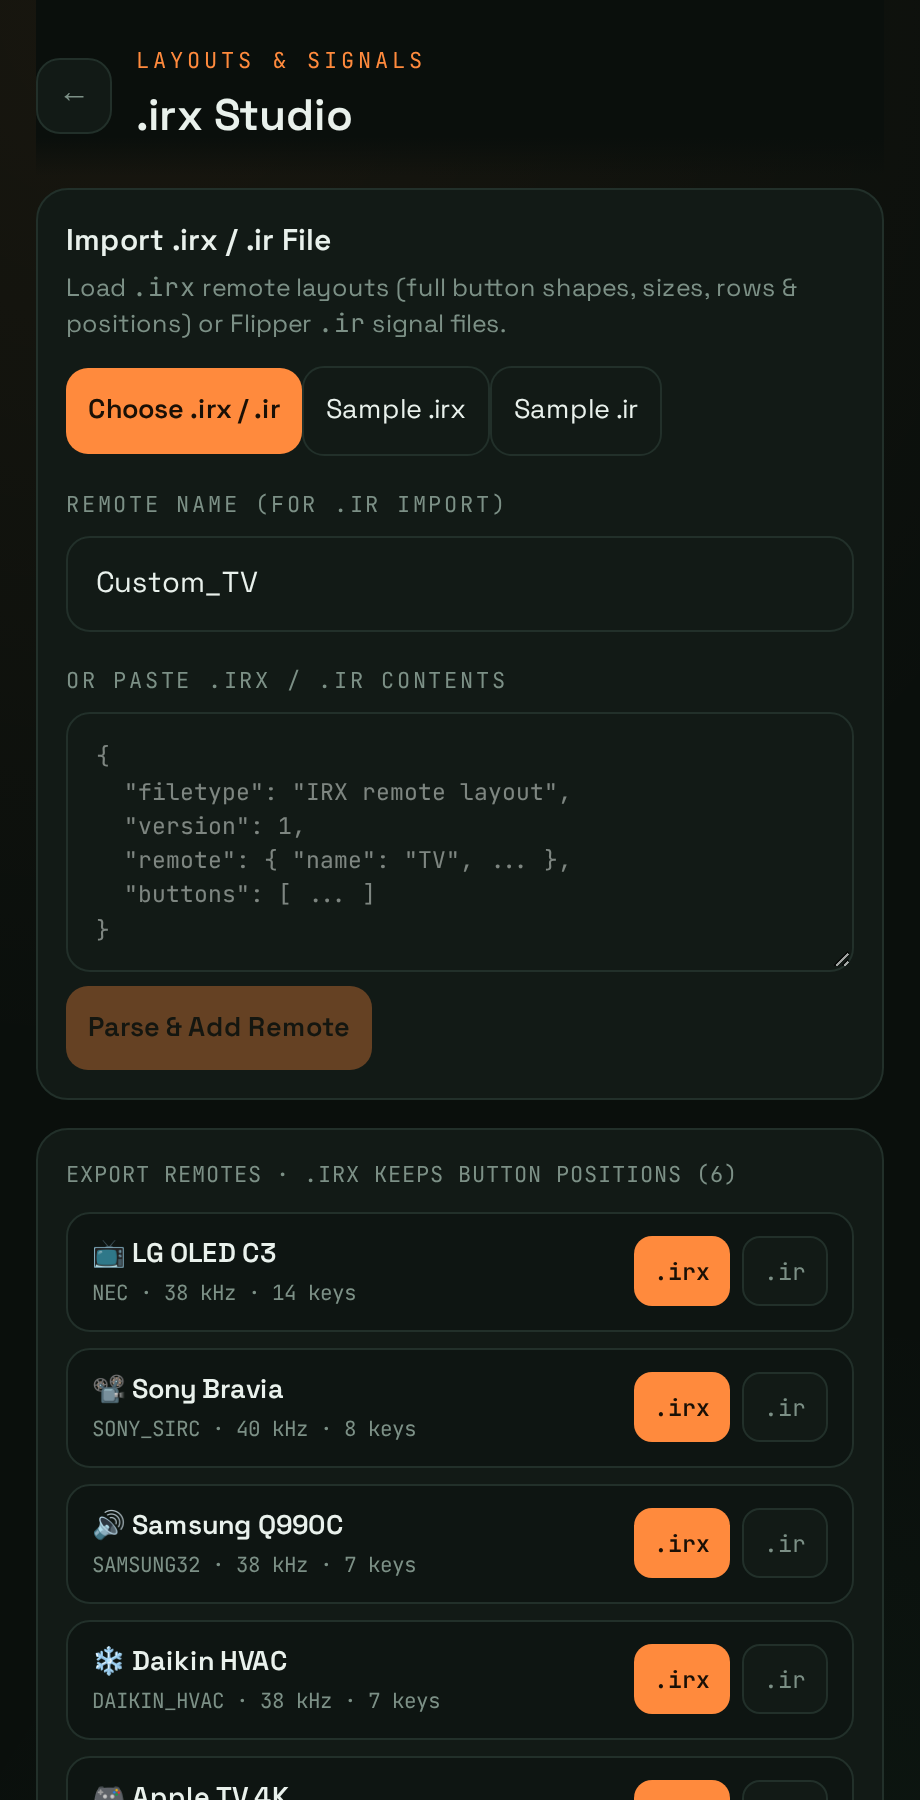 LAYOUTS & SIGNALS
←
.irx Studio
Import .irx / .ir File
Load .irx remote layouts (full button shapes, sizes, rows &
positions) or Flipper .ir signal files.
Choose .irx / .ir
Sample .irx
Sample .ir
REMOTE NAME (FOR .IR IMPORT)
Custom_TV
OR PASTE .IRX / .IR CONTENTS
{
"filetype": "IRX remote layout",
"version": 1,
"remote": { "name": "TV", ... },
"buttons": [ ... ]
}
Parse & Add Remote
EXPORT REMOTES · .IRX KEEPS BUTTON POSITIONS (6)
LG OLED C3
NEC · 38 kHz · 14 keys
.irx
.ir
Sony Bravia
SONY_SIRC · 40 kHz · 8 keys
.irx
.ir
Samsung Q990C
SAMSUNG32 · 38 kHz · 7 keys
.irx
.ir
Daikin HVAC
DAIKIN_HVAC · 38 kHz · 7 keys
.irx
.ir
Apple TV 4K